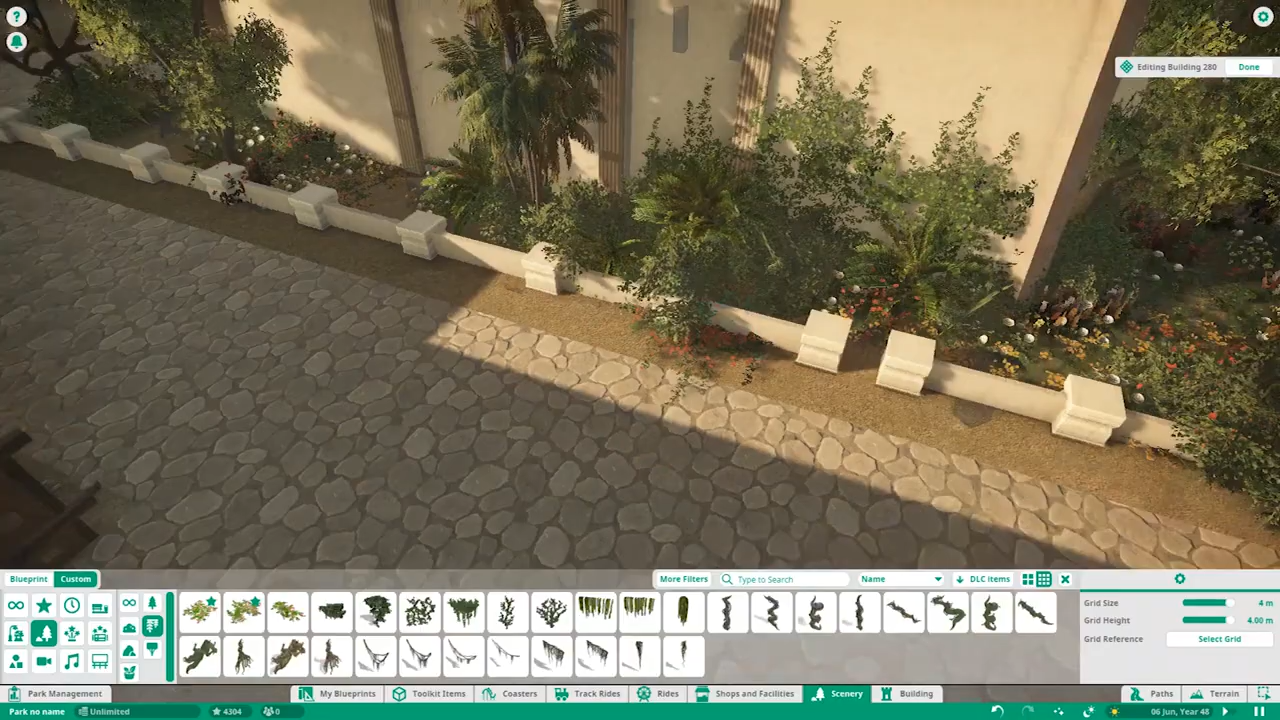 Editing Building 280 Done
Blueprint Custom
More Filters Type to Search Name DLC Items
Grid Size 4 m
Grid Height 4.00 m
Grid Reference Select Grid
Park Management My Blueprints Toolkit Items Coasters Track Rides Rides Shops and Facilities Scenery Building Paths Terrain
Park no name Unlimited 4304 0 06 Jun, Year 48